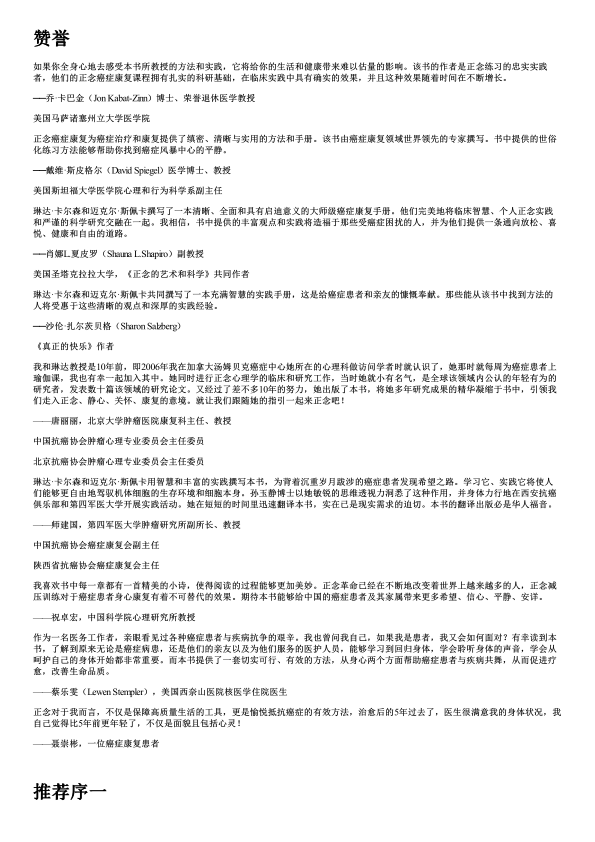 赞誉
如果你全身心地去感受本书所教授的方法和实践，它将给你的生活和健康带来难以估量的影响。该书的作者是正念练习的忠实实践
者，他们的正念癌症康复课程拥有扎实的科研基础，在临床实践中具有确实的效果，并且这种效果随着时间在不断增长。
──乔·卡巴金（Jon Kabat-Zinn）博士、荣誉退休医学教授
美国马萨诸塞州立大学医学院
正念癌症康复为癌症治疗和康复提供了缜密、清晰与实用的方法和手册。该书由癌症康复领域世界领先的专家撰写。书中提供的世俗
化练习方法能够帮助你找到癌症风暴中心的平静。
──戴维·斯皮格尔（David Spiegel）医学博士、教授
美国斯坦福大学医学院心理和行为科学系副主任
琳达·卡尔森和迈克尔·斯佩卡撰写了一本清晰、全面和具有启迪意义的大师级癌症康复手册。他们完美地将临床智慧、个人正念实践
和严谨的科学研究交融在一起。我相信，书中提供的丰富观点和实践将造福于那些受癌症困扰的人，并为他们提供一条通向放松、喜
悦、健康和自由的道路。
──肖娜L.夏皮罗（Shauna L.Shapiro）副教授
美国圣塔克拉拉大学，《正念的艺术和科学》共同作者
琳达·卡尔森和迈克尔·斯佩卡共同撰写了一本充满智慧的实践手册，这是给癌症患者和亲友的慷慨奉献。那些能从该书中找到方法的
人将受惠于这些清晰的观点和深厚的实践经验。
──沙伦·扎尔茨贝格（Sharon Salzberg）
《真正的快乐》作者
我和琳达教授是10年前，即2006年我在加拿大汤姆贝克癌症中心她所在的心理科做访问学者时就认识了，她那时就每周为癌症患者上
瑜伽课，我也有幸一起加入其中。她同时进行正念心理学的临床和研究工作，当时她就小有名气，是全球该领域内公认的年轻有为的
研究者，发表数十篇该领域的研究论文。又经过了差不多10年的努力，她出版了本书，将她多年研究成果的精华凝缩于书中，引领我
们走入正念、静心、关怀、康复的意境。就让我们跟随她的指引一起来正念吧！
——唐丽丽，北京大学肿瘤医院康复科主任、教授
中国抗癌协会肿瘤心理专业委员会主任委员
北京抗癌协会肿瘤心理专业委员会主任委员
琳达·卡尔森和迈克尔·斯佩卡用智慧和丰富的实践撰写本书，为背着沉重岁月跋涉的癌症患者发现希望之路。学习它、实践它将使人
们能够更自由地驾驭机体细胞的生存环境和细胞本身。孙玉静博士以她敏锐的思维透视力洞悉了这种作用，并身体力行地在西安抗癌
俱乐部和第四军医大学开展实践活动。她在短短的时间里迅速翻译本书，实在已是现实需求的迫切。本书的翻译出版必是华人福音。
——师建国，第四军医大学肿瘤研究所副所长、教授
中国抗癌协会癌症康复会副主任
陕西省抗癌协会癌症康复会主任
我喜欢书中每一章都有一首精美的小诗，使得阅读的过程能够更加美妙。正念革命已经在不断地改变着世界上越来越多的人，正念减
压训练对于癌症患者身心康复有着不可替代的效果。期待本书能够给中国的癌症患者及其家属带来更多希望、信心、平静、安详。
——祝卓宏，中国科学院心理研究所教授
作为一名医务工作者，亲眼看见过各种癌症患者与疾病抗争的艰辛。我也曾问我自己，如果我是患者，我又会如何面对？有幸读到本
书，了解到原来无论是癌症病患，还是他们的亲友以及为他们服务的医护人员，能够学习到回归身体，学会聆听身体的声音，学会从
呵护自己的身体开始都非常重要。而本书提供了一套切实可行、有效的方法，从身心两个方面帮助癌症患者与疾病共舞，从而促进疗
愈，改善生命品质。
——蔡乐雯（Lewen Stempler），美国西奈山医院核医学住院医生
正念对于我而言，不仅是保障高质量生活的工具，更是愉悦抵抗癌症的有效方法，治愈后的5年过去了，医生很满意我的身体状况，我
自己觉得比5年前更年轻了，不仅是面貌且包括心灵！
——聂崇彬，一位癌症康复患者
推荐序一